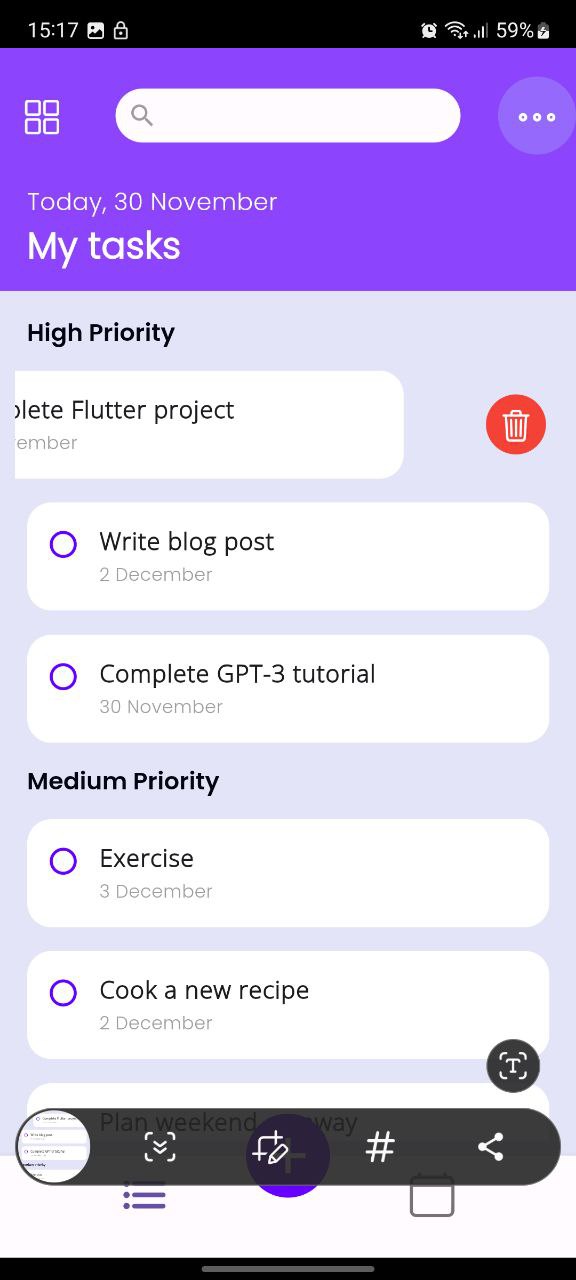 15:17
59%
Today, 30 November
My tasks
High Priority
plete Flutter project
ember
Write blog post
2 December
Complete GPT-3 tutorial
30 November
Medium Priority
Exercise
3 December
Cook a new recipe
2 December
Plan weekend way